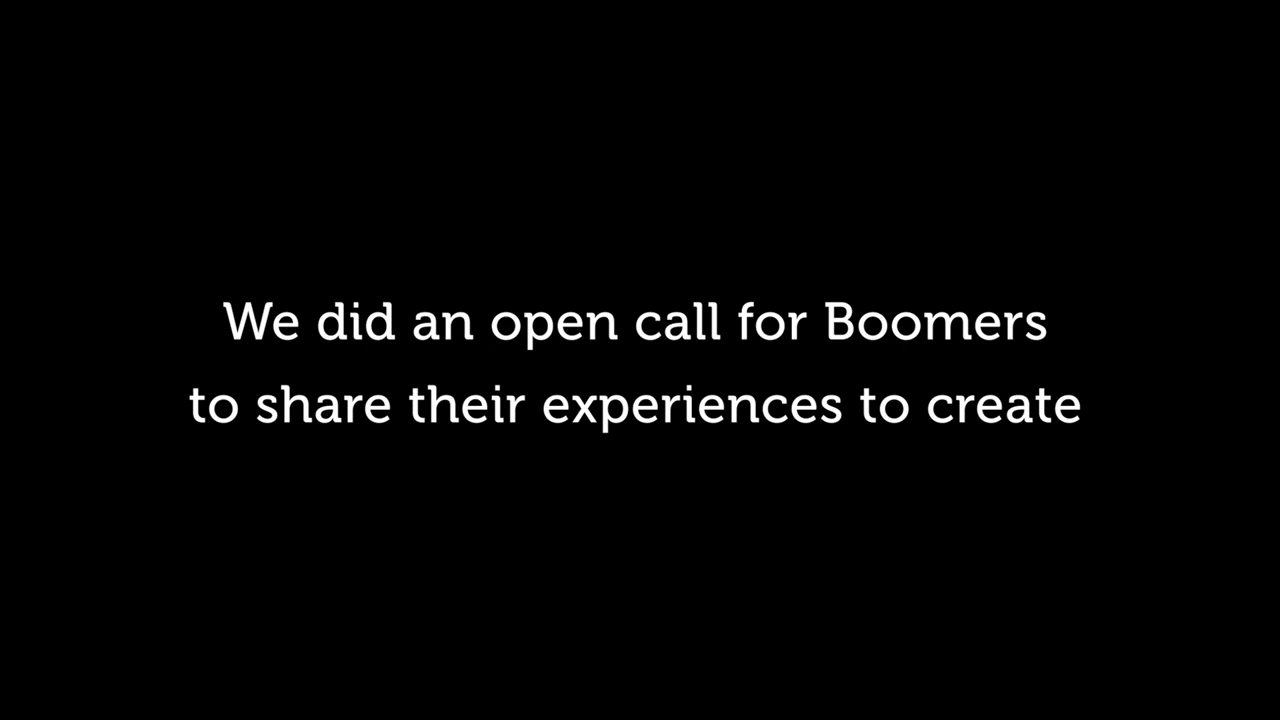 We did an open call for Boomers
to share their experiences to create